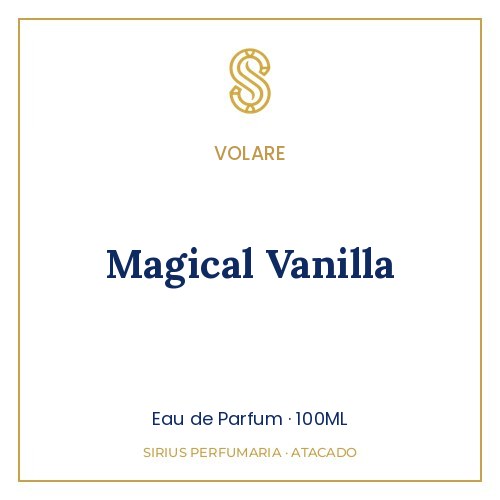 VOLARE
Magical Vanilla
Eau de Parfum · 100ML
SIRIUS PERFUMARIA · ATACADO